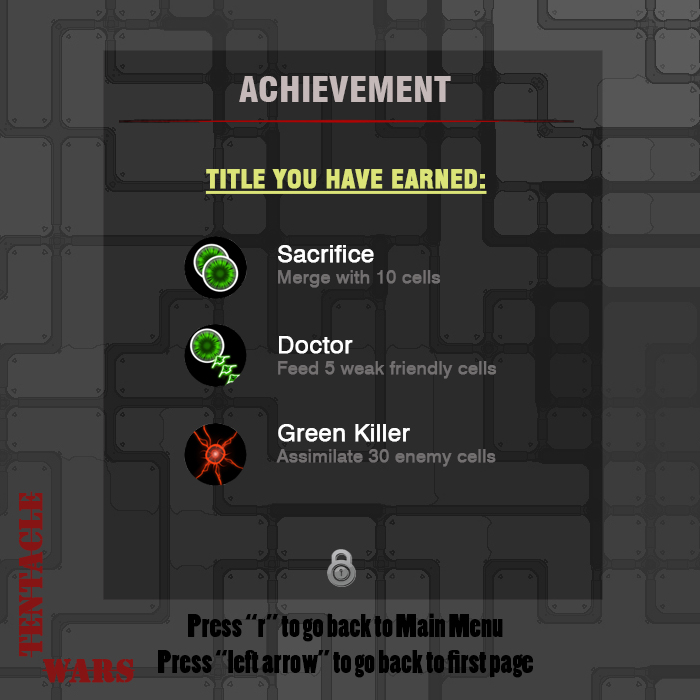 ACHIEVEMENT
TITLE YOU HAVE EARNED:
Sacrifice
Merge with 10 cells
Doctor
Feed 5 weak friendly cells
Green Killer
Assimilate 30 enemy cells
TENTACLE
WARS
Press “r” to go back to Main Menu
Press “left arrow” to go back to first page